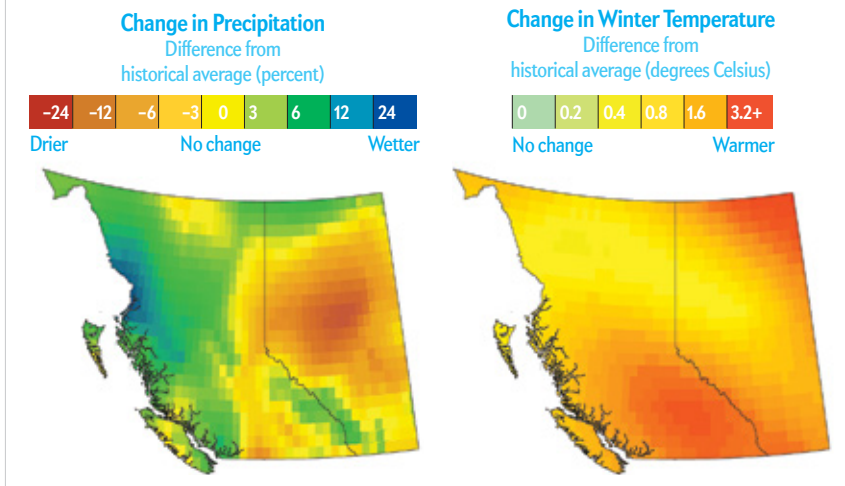 Change in Precipitation
Difference from
historical average (percent)
−24 −12 −6 −3 0 3 6 12 24
Drier No change Wetter
Change in Winter Temperature
Difference from
historical average (degrees Celsius)
0 0.2 0.4 0.8 1.6 3.2+
No change Warmer